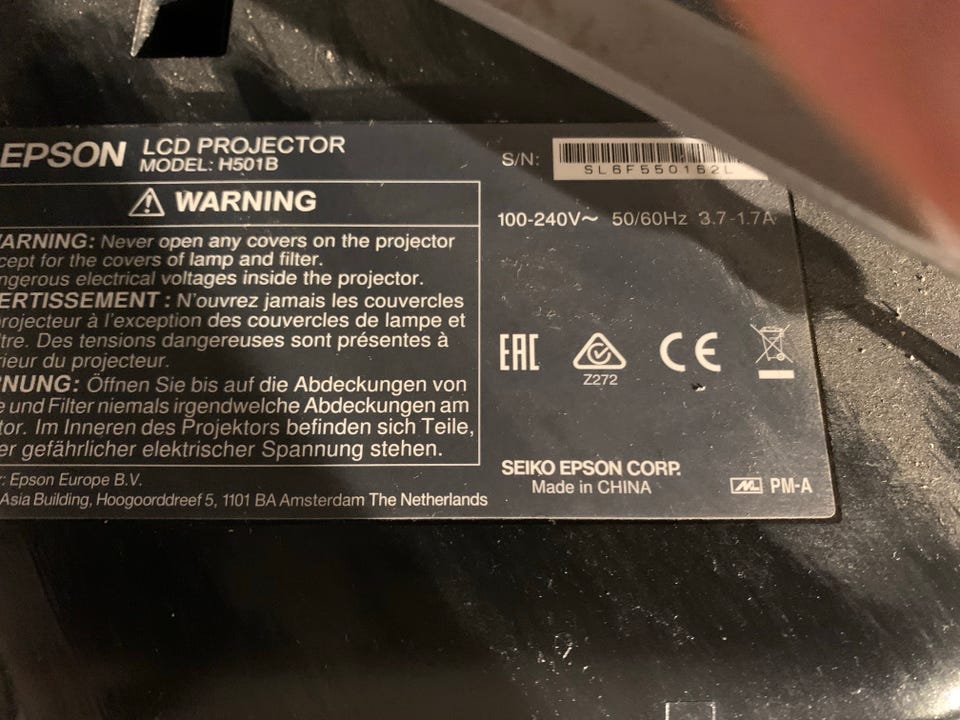 EPSON LCD PROJECTOR
MODEL: H501B
WARNING
WARNING: Never open any covers on the projector
cept for the covers of lamp and filter.
ngerous electrical voltages inside the projector.
ERTISSEMENT : N'ouvrez jamais les couvercles
rojecteur à l'exception des couvercles de lampe et
ltre. Des tensions dangereuses sont présentes à
rieur du projecteur.
RNUNG: Öffnen Sie bis auf die Abdeckungen von
e und Filter niemals irgendwelche Abdeckungen am
tor. Im Inneren des Projektors befinden sich Teile,
er gefährlicher elektrischer Spannung stehen.
r: Epson Europe B.V.
Asia Building, Hoogoorddreef 5, 1101 BA Amsterdam The Netherlands
S/N:
SL6F550162L
100-240V~ 50/60Hz 3.7-1.7A
EAC
Z272
CE
SEIKO EPSON CORP.
Made in CHINA
ML PM-A